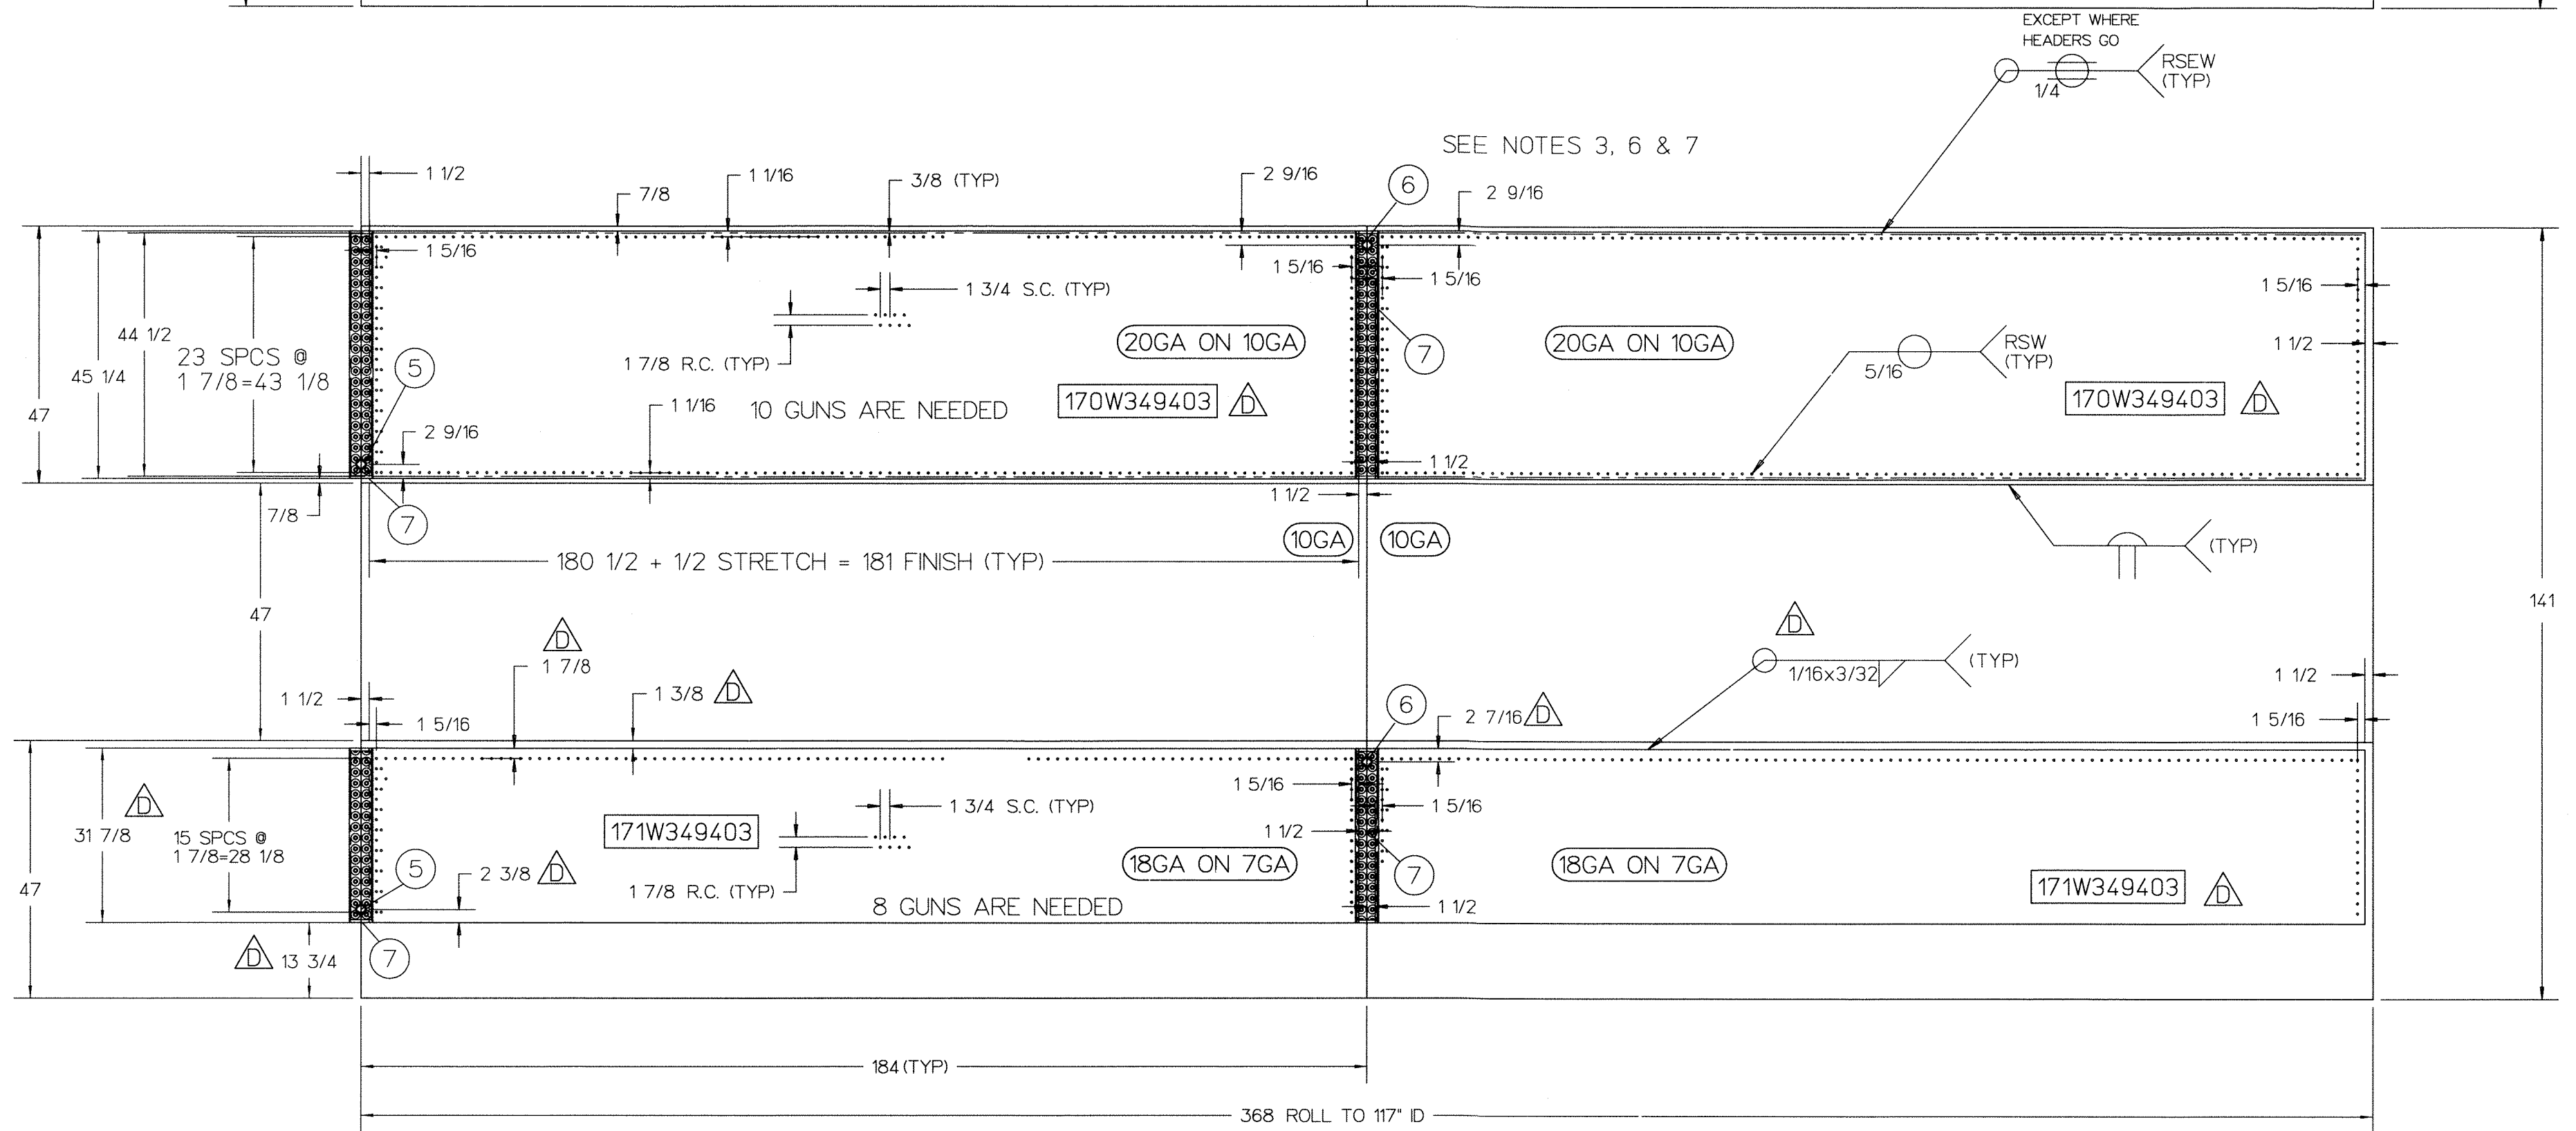 EXCEPT WHERE
HEADERS GO
RSEW
(TYP)
1/4
SEE NOTES 3, 6 & 7
1 1/2
7/8
1 1/16
3/8 (TYP)
2 9/16
6
2 9/16
1 5/16
1 5/16
1 5/16
1 5/16
1 3/4 S.C. (TYP)
44 1/2
23 SPCS @
1 7/8=43 1/8
45 1/4
47
5
1 7/8 R.C. (TYP)
20GA ON 10GA
7
20GA ON 10GA
RSW
(TYP)
5/16
1 1/2
170W349403
D
170W349403
D
1 1/16
10 GUNS ARE NEEDED
2 9/16
1 1/2
1 1/2
7/8
7
10GA
10GA
(TYP)
180 1/2 + 1/2 STRETCH = 181 FINISH (TYP)
47
141
D
1 7/8
D
1/16x3/32
(TYP)
1 3/8
D
1 1/2
1 1/2
1 5/16
6
2 7/16
D
1 5/16
D
31 7/8
15 SPCS @
1 7/8=28 1/8
1 5/16
1 5/16
1 3/4 S.C. (TYP)
171W349403
1 1/2
5
2 3/8
D
1 7/8 R.C. (TYP)
18GA ON 7GA
7
18GA ON 7GA
171W349403
D
47
8 GUNS ARE NEEDED
1 1/2
D
13 3/4
7
184 (TYP)
368 ROLL TO 117" ID